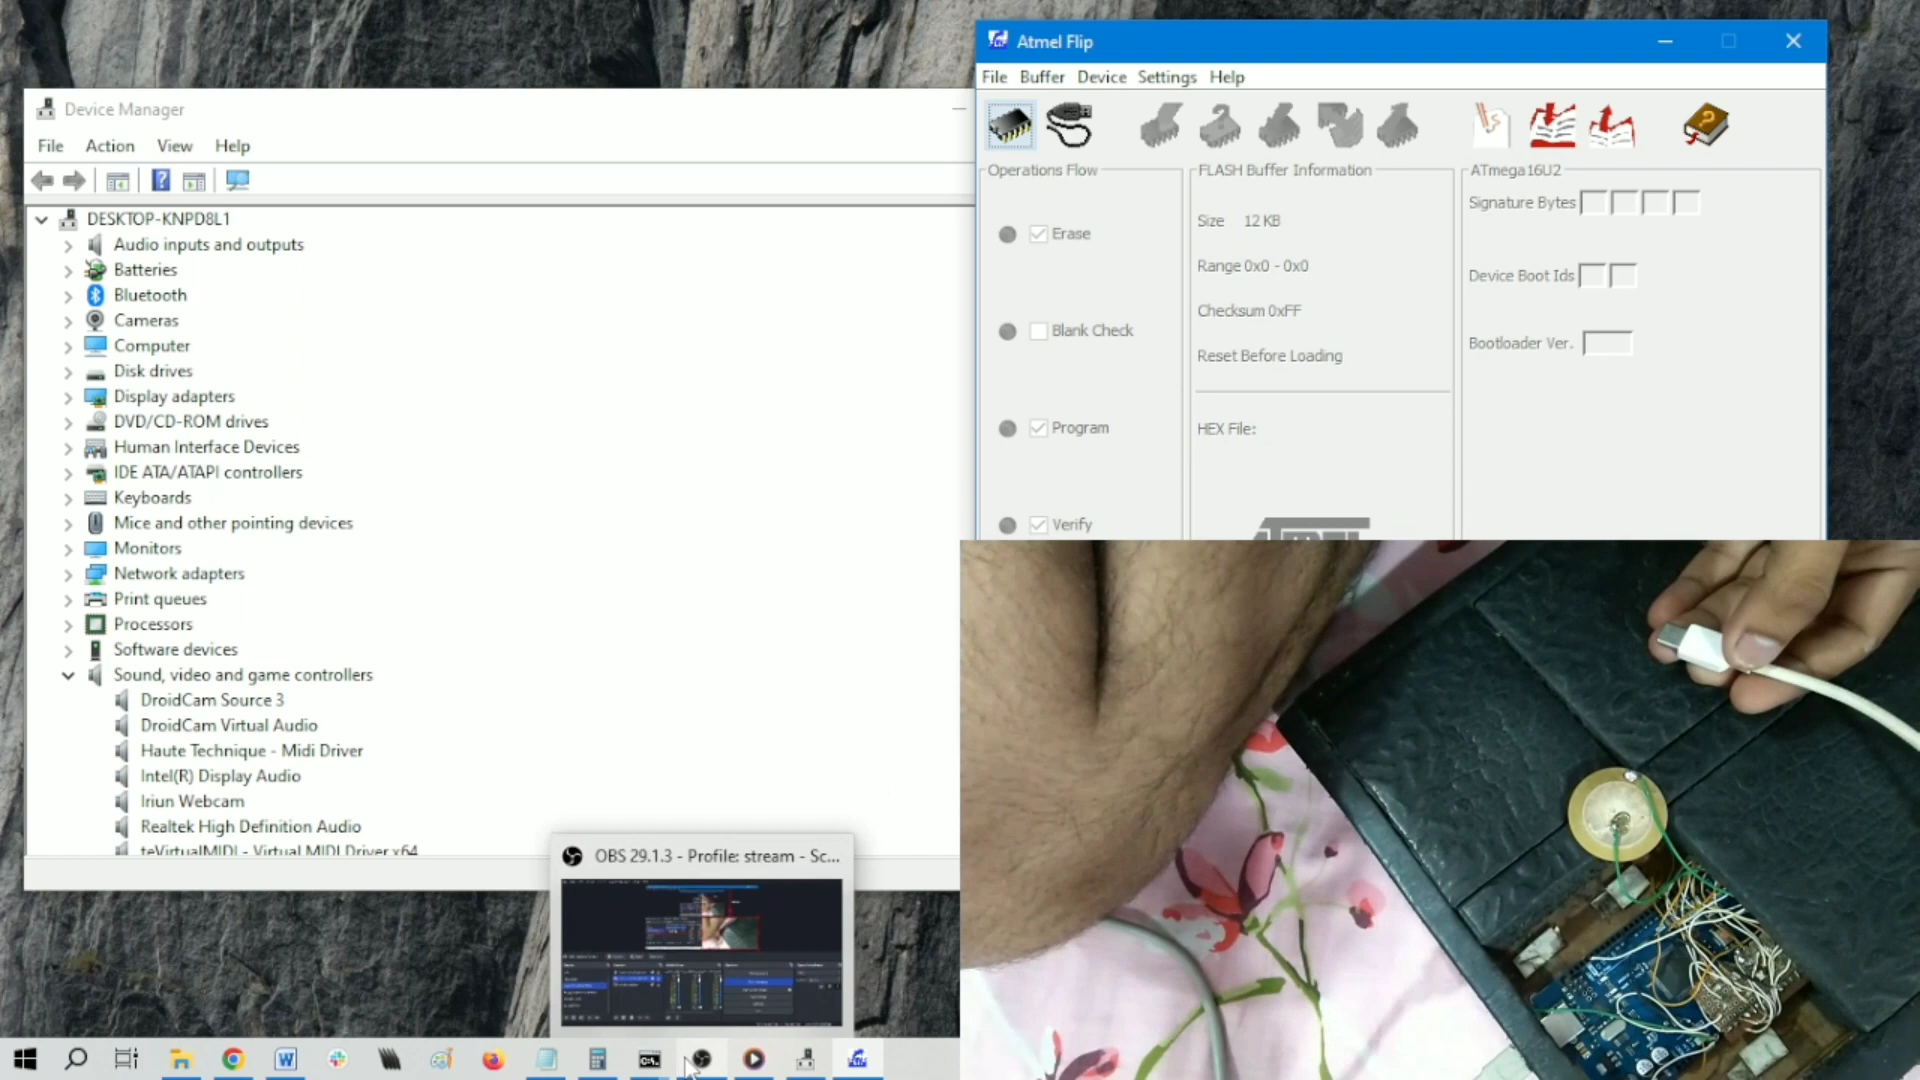 Device Manager
File Action View Help
DESKTOP-KNPD8L1
Audio inputs and outputs
Batteries
Bluetooth
Cameras
Computer
Disk drives
Display adapters
DVD/CD-ROM drives
Human Interface Devices
IDE ATA/ATAPI controllers
Keyboards
Mice and other pointing devices
Monitors
Network adapters
Print queues
Processors
Software devices
Sound, video and game controllers
DroidCam Source 3
DroidCam Virtual Audio
Haute Technique - Midi Driver
Intel(R) Display Audio
Iriun Webcam
Realtek High Definition Audio
teVirtualMIDI - Virtual MIDI Driver x64
Atmel Flip
File Buffer Device Settings Help
Operations Flow
Erase
Blank Check
Program
Verify
FLASH Buffer Information
Size 12 KB
Range 0x0 - 0x0
Checksum 0xFF
Reset Before Loading
HEX File:
ATMEL
ATmega16U2
Signature Bytes
Device Boot Ids
Bootloader Ver.
OBS 29.1.3 - Profile: stream - Sc...